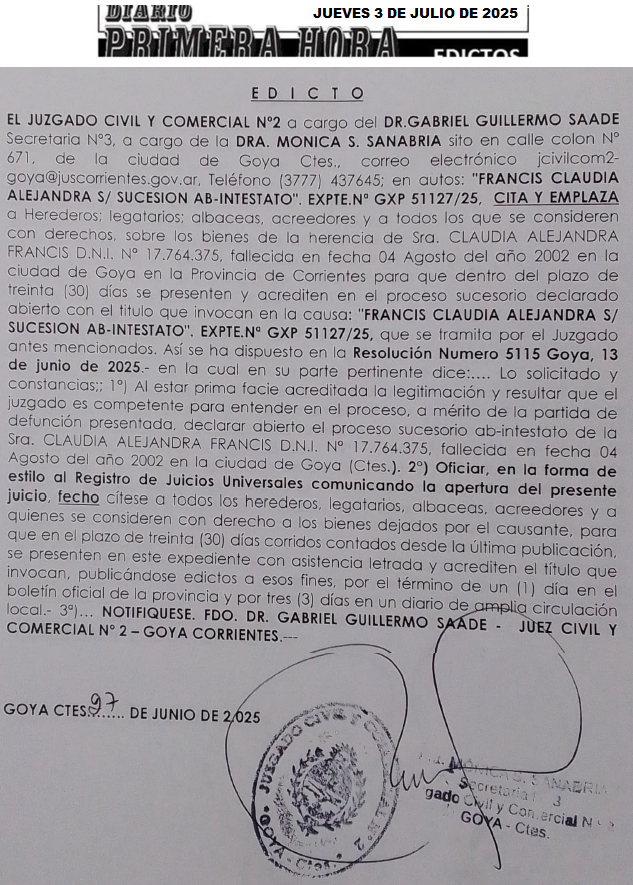 DIARIO
JUEVES 3 DE JULIO DE 2025
PRIMERA HORA
EDICTOS
E D I C T O
EL JUZGADO CIVIL Y COMERCIAL Nº2 a cargo del DR.GABRIEL GUILLERMO SAADE
Secretaria Nº3, a cargo de la DRA. MONICA S. SANABRIA sito en calle colon Nº
671, de la ciudad de Goya Ctes., correo electrónico jcivilcom2-
goya@juscorrientes.gov.ar, Teléfono (3777) 437645; en autos: "FRANCIS CLAUDIA
ALEJANDRA S/ SUCESION AB-INTESTATO". EXPTE.Nº GXP 51127/25, CITA Y EMPLAZA
a Herederos; legatarios; albaceas, acreedores y a todos los que se consideren
con derechos, sobre los bienes de la herencia de Sra. CLAUDIA ALEJANDRA
FRANCIS D.N.I. Nº 17.764.375, fallecida en fecha 04 Agosto del año 2002 en la
ciudad de Goya en la Provincia de Corrientes para que dentro del plazo de
treinta (30) días se presenten y acrediten en el proceso sucesorio declarado
abierto con el titulo que invocan en la causa: "FRANCIS CLAUDIA ALEJANDRA S/
SUCESION AB-INTESTATO". EXPTE.Nº GXP 51127/25, que se tramita por el Juzgado
antes mencionados. Así se ha dispuesto en la Resolución Numero 5115 Goya, 13
de junio de 2025.- en la cual en su parte pertinente dice:.... Lo solicitado y
constancias;; 1º) Al estar prima facie acreditada la legitimación y resultar que el
juzgado es competente para entender en el proceso, a mérito de la partida de
defunción presentada, declarar abierto el proceso sucesorio ab-intestato de la
Sra. CLAUDIA ALEJANDRA FRANCIS D.N.I. Nº 17.764.375, fallecida en fecha 04
Agosto del año 2002 en la ciudad de Goya (Ctes.). 2º) Oficiar, en la forma de
estilo al Registro de Juicios Universales comunicando la apertura del presente
juicio, fecho cítese a todos los herederos, legatarios, albaceas, acreedores y a
quienes se consideren con derecho a los bienes dejados por el causante, para
que en el plazo de treinta (30) días corridos contados desde la última publicación,
se presenten en este expediente con asistencia letrada y acrediten el título que
invocan, publicándose edictos a esos fines, por el término de un (1) día en el
boletín oficial de la provincia y por tres (3) días en un diario de amplia circulación
local.- 3º)... NOTIFIQUESE. FDO. DR. GABRIEL GUILLERMO SAADE - JUEZ CIVIL Y
COMERCIAL Nº 2 – GOYA CORRIENTES.---
GOYA CTES. 27 DE JUNIO DE 2,025
JUZGADO CIVIL Y COMERCIAL Nº 2
GOYA - Ctes.
MONICA S. SANABRIA
Secretaria 3
gado Civil y Comercial N
GOYA - Ctes.